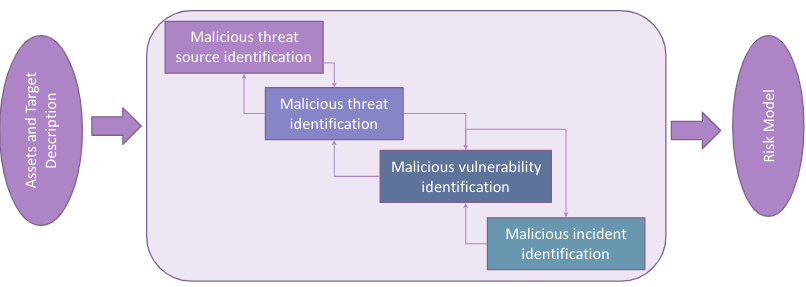 Assets and Target
Description
Malicious threat
source identification
Malicious threat
identification
Malicious vulnerability
identification
Malicious incident
identification
Risk Model